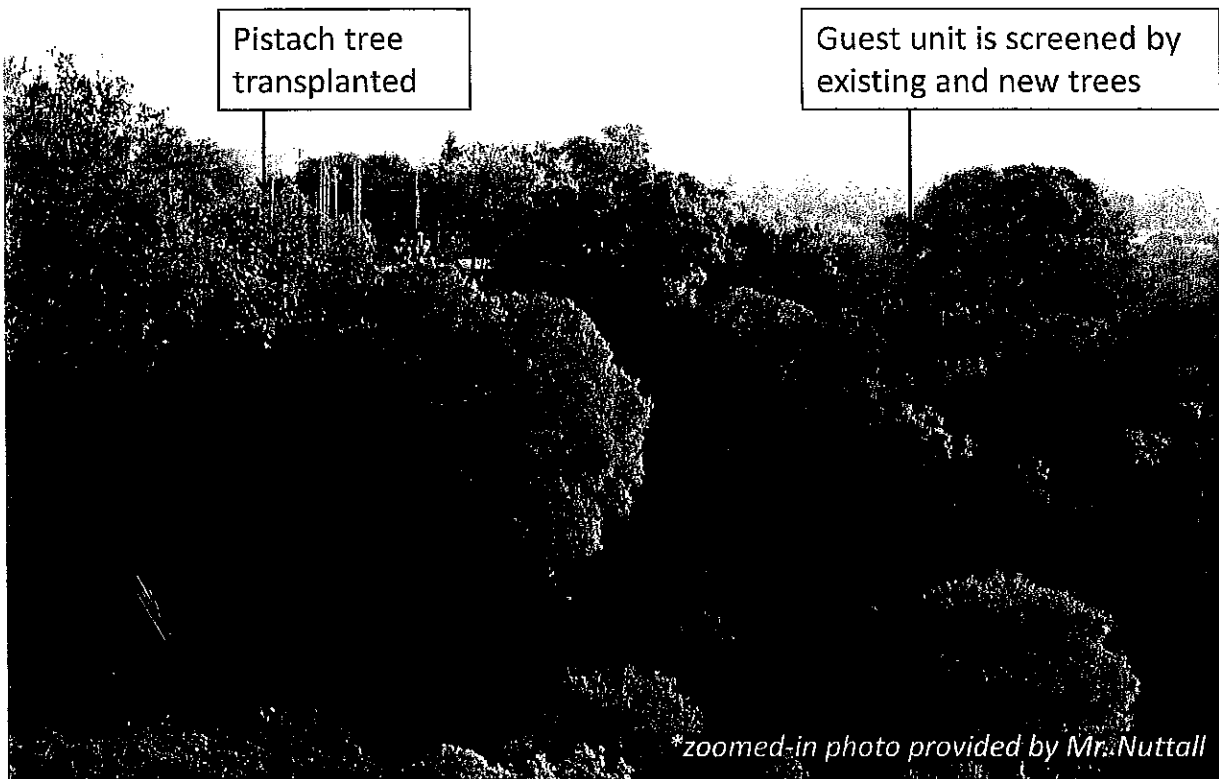 Pistach tree
transplanted
Guest unit is screened by
existing and new trees
*zoomed-in photo provided by Mr. Nuttall